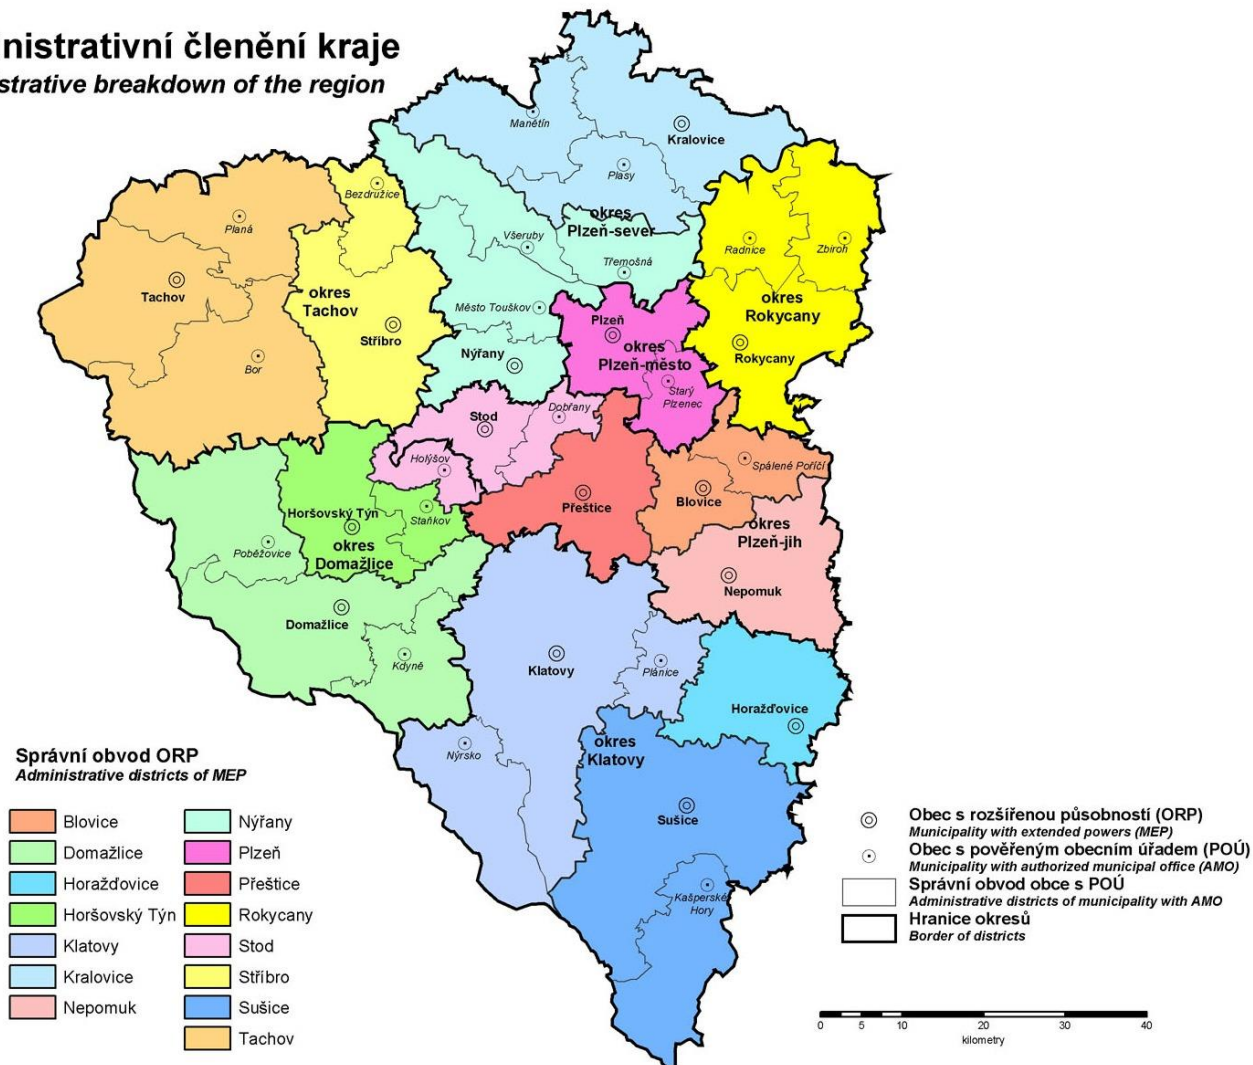 nistrativní členění kraje
strative breakdown of the region
Manětín
Kralovice
Plasy
Bezdružice
Planá
okres
Plzeň-sever
Všeruby
Radnice
Zbiroh
Třemošná
Tachov
okres
Tachov
okres
Rokycany
Město Touškov
Plzeň
Stříbro
Nýřany
okres
Plzeň-město
Rokycany
Bor
Starý
Plzenec
Stod
Dobřany
Holýšov
Spálené Poříčí
Horšovský Týn
Staňkov
Přeštice
Blovice
okres
Plzeň-jih
Poběžovice
okres
Domažlice
Nepomuk
Domažlice
Kdyně
Klatovy
Plánice
Horažďovice
Nýrsko
okres
Klatovy
Sušice
Kašperské
Hory
Správní obvod ORP
Administrative districts of MEP
Blovice
Domažlice
Horažďovice
Horšovský Týn
Klatovy
Kralovice
Nepomuk
Nýřany
Plzeň
Přeštice
Rokycany
Stod
Stříbro
Sušice
Tachov
Obec s rozšířenou působností (ORP)
Municipality with extended powers (MEP)
Obec s pověřeným obecním úřadem (POÚ)
Municipality with authorized municipal office (AMO)
Správní obvod obce s POÚ
Administrative districts of municipality with AMO
Hranice okresů
Border of districts
0 5 10 20 30 40
kilometry